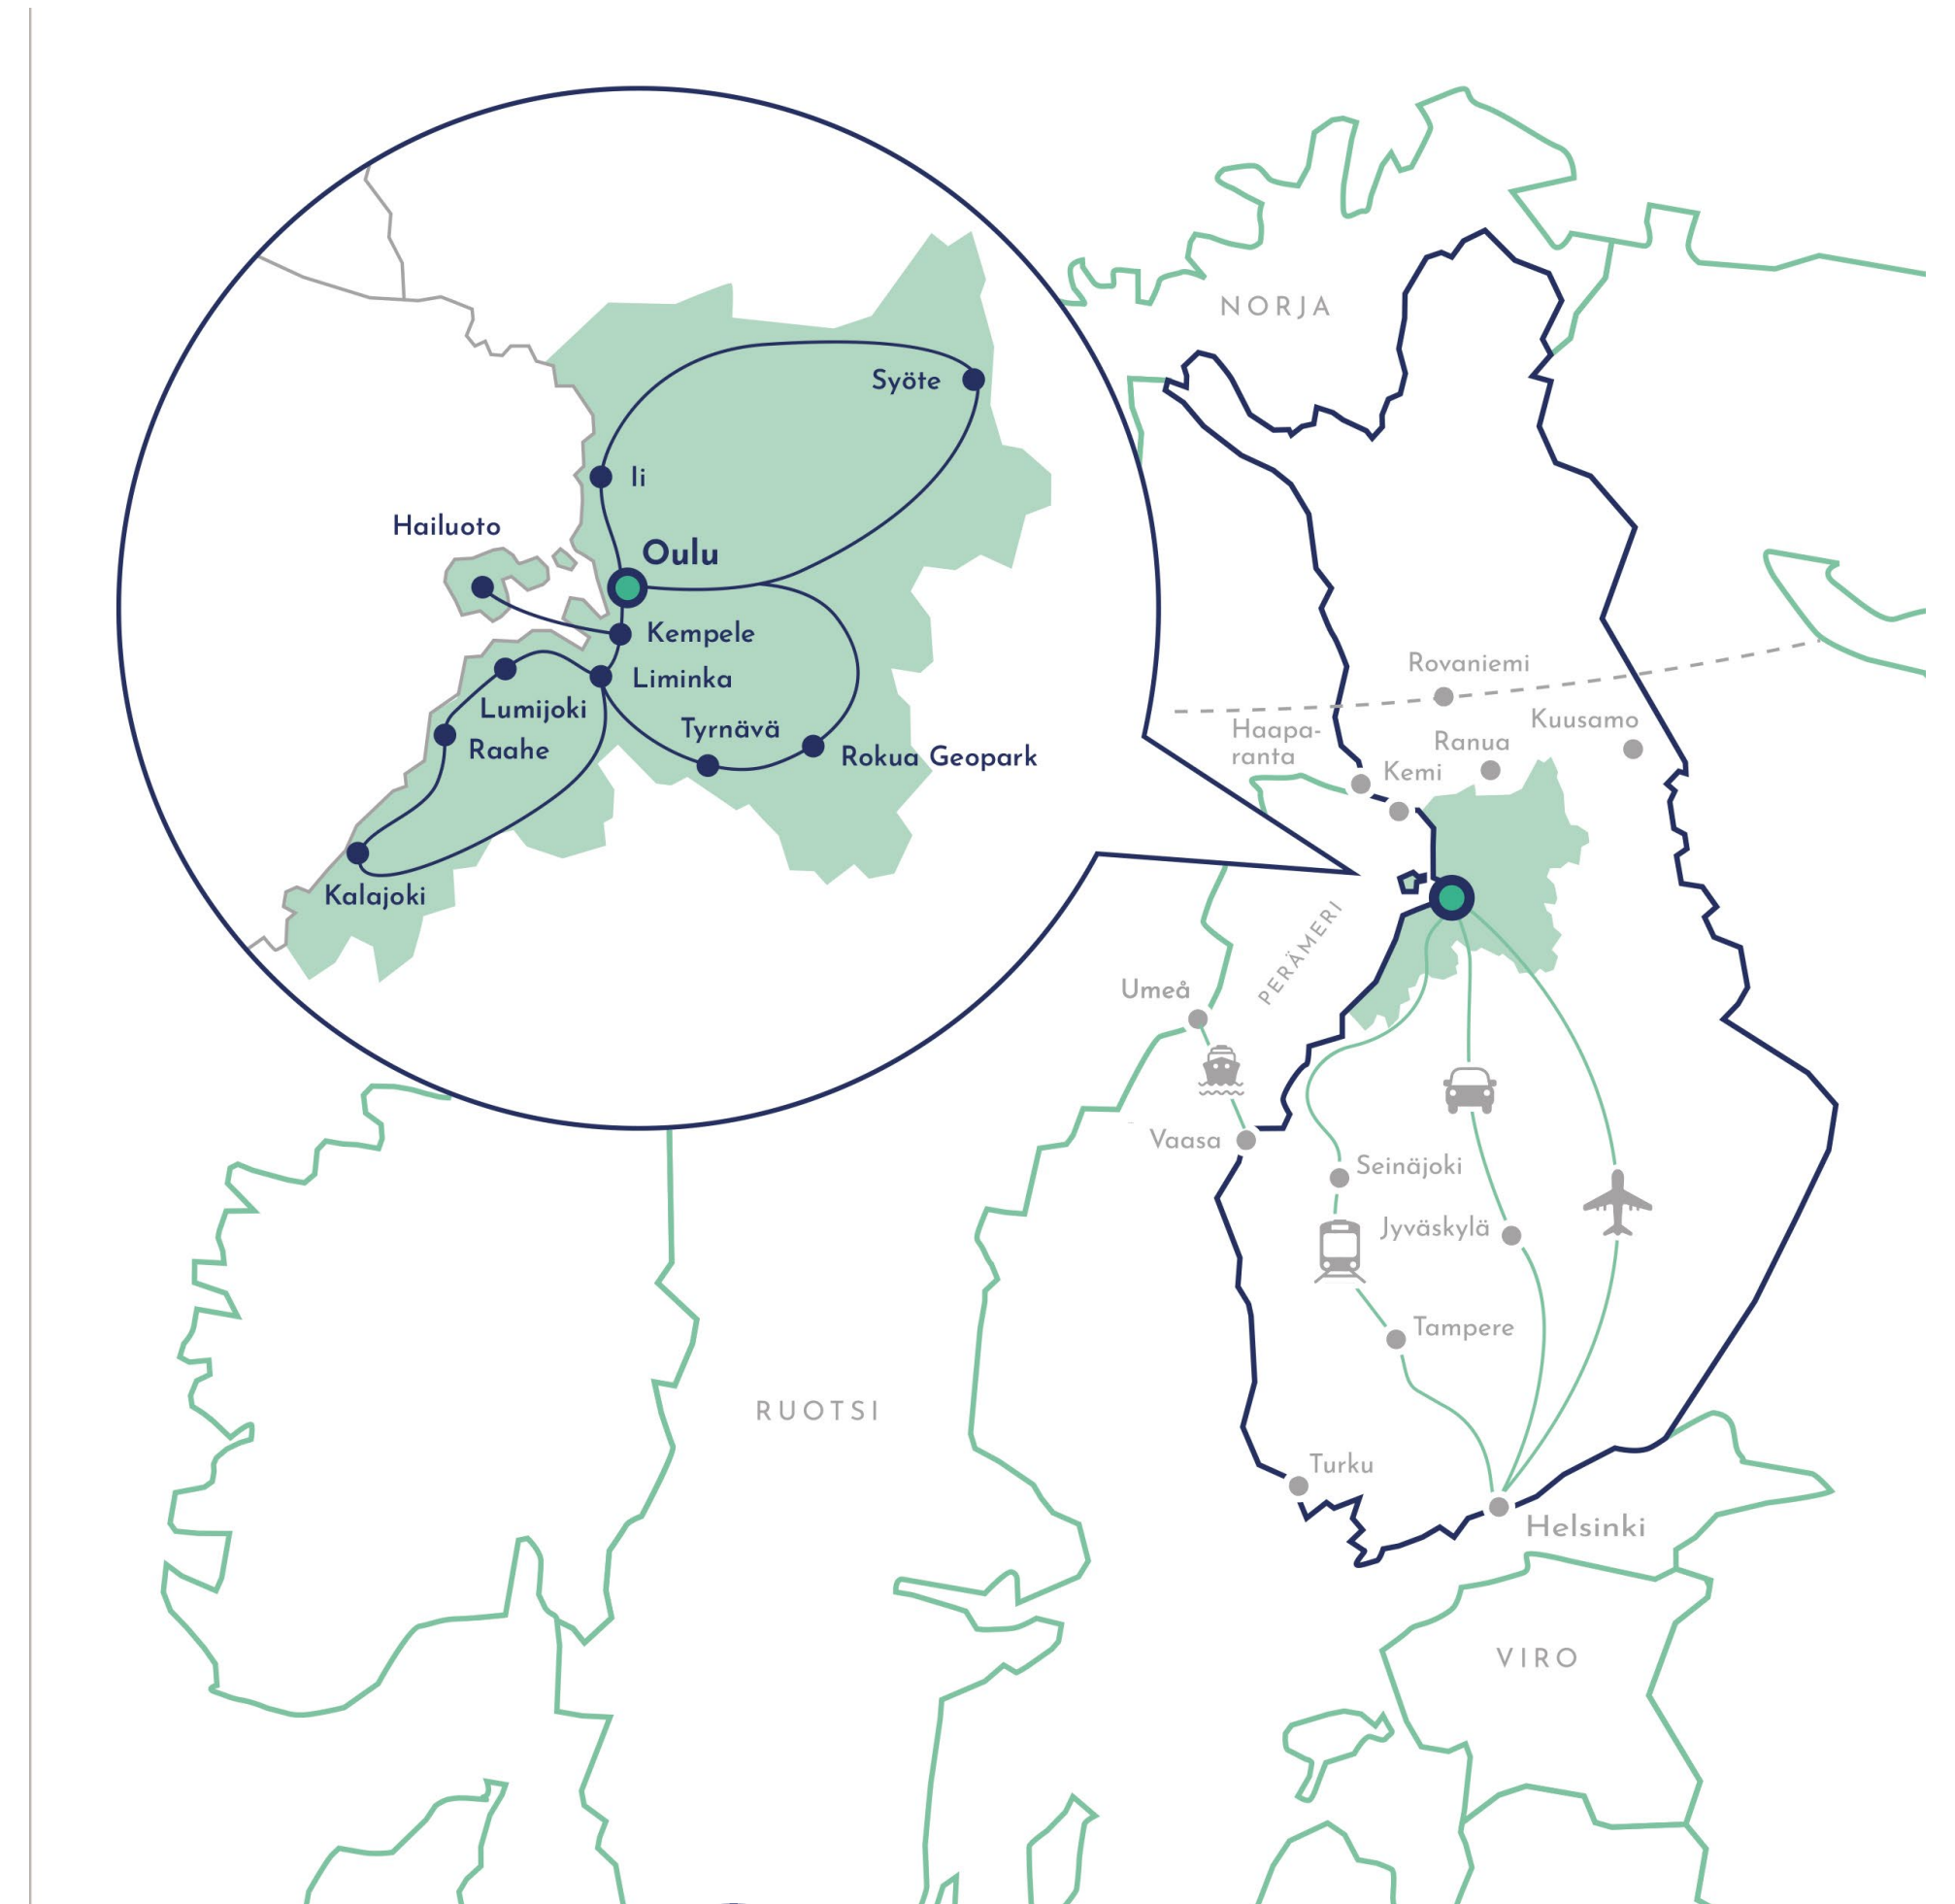 NORJA
Syöte
Ii
Hailuoto
Oulu
Kempele
Liminka
Lumijoki
Tyrnävä
Raahe
Rokua Geopark
Kalajoki
Rovaniemi
Kuusamo
Haapa-
ranta
Ranua
Kemi
PERÄMERI
Umeå
Vaasa
Seinäjoki
Jyväskylä
Tampere
RUOTSI
Turku
Helsinki
VIRO